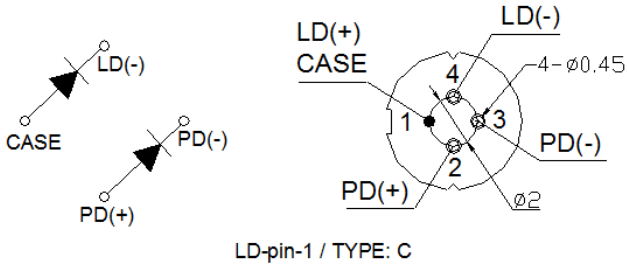 LD(-)
CASE
PD(-)
PD(+)
LD(+)
CASE
LD(-)
4
4-Ø0.45
1
3
2
PD(-)
PD(+)
Ø2
LD-pin-1 / TYPE: C